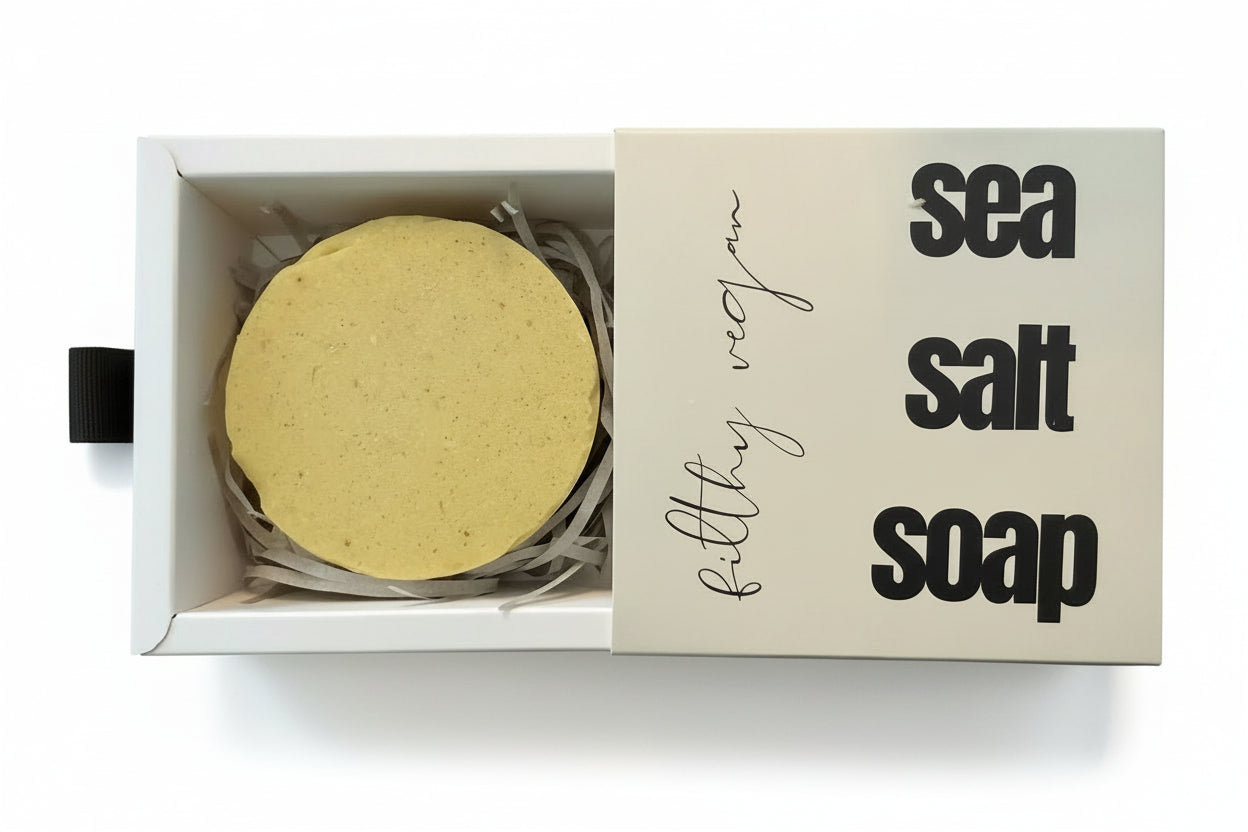 filthy vegan
sea
salt
soap